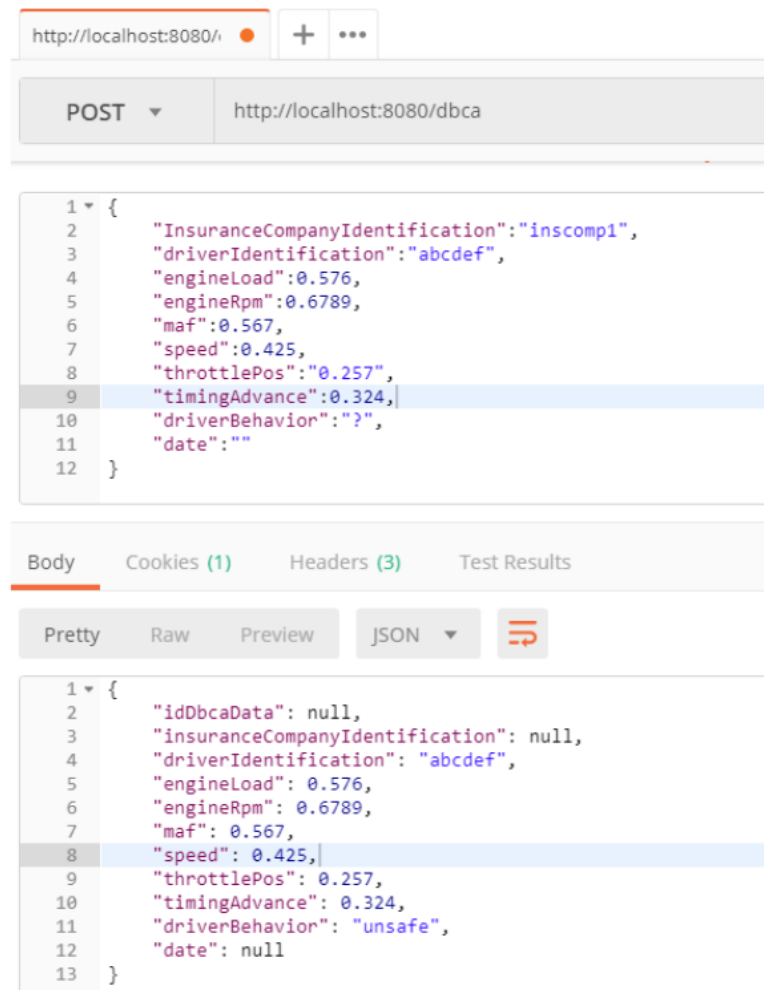 http://localhost:8080/
POST http://localhost:8080/dbca
1 {
2 "InsuranceCompanyIdentification":"inscomp1",
3 "driverIdentification":"abcdef",
4 "engineLoad":0.576,
5 "engineRpm":0.6789,
6 "maf":0.567,
7 "speed":0.425,
8 "throttlePos":"0.257",
9 "timingAdvance":0.324,
10 "driverBehavior":"?",
11 "date":""
12 }
Body Cookies (1) Headers (3) Test Results
Pretty Raw Preview JSON
1 {
2 "idDbcaData": null,
3 "insuranceCompanyIdentification": null,
4 "driverIdentification": "abcdef",
5 "engineLoad": 0.576,
6 "engineRpm": 0.6789,
7 "maf": 0.567,
8 "speed": 0.425,
9 "throttlePos": 0.257,
10 "timingAdvance": 0.324,
11 "driverBehavior": "unsafe",
12 "date": null
13 }